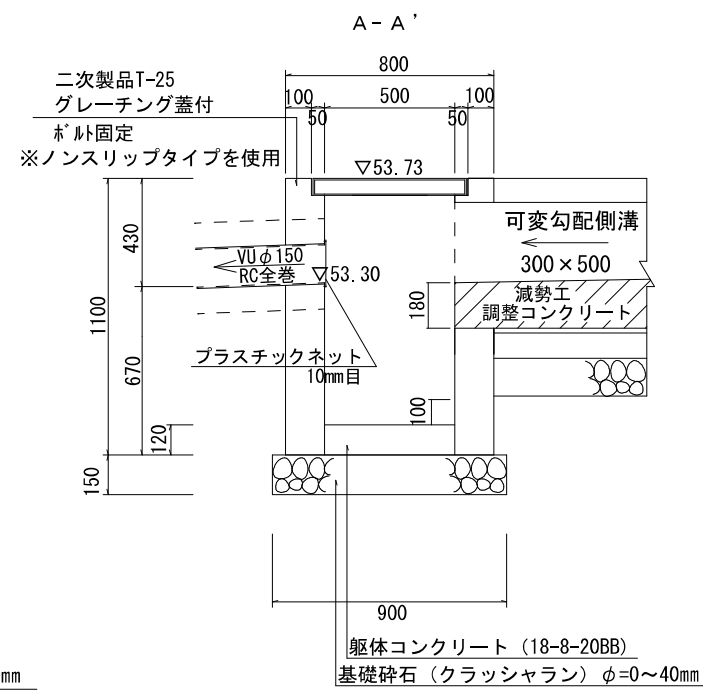 A-A'
800
100 500 100
50 50
二次製品T-25
グレーチング蓋付
ボルト固定
※ノンスリップタイプを使用
▽53.73
430
VUφ150
RC全巻
▽53.30
可変勾配側溝
300×500
減勢工
調整コンクリート
180
1100
670
プラスチックネット
10mm目
100
120
150
900
躯体コンクリート（18-8-20BB）
基礎砕石（クラッシャラン）φ=0～40mm
mm